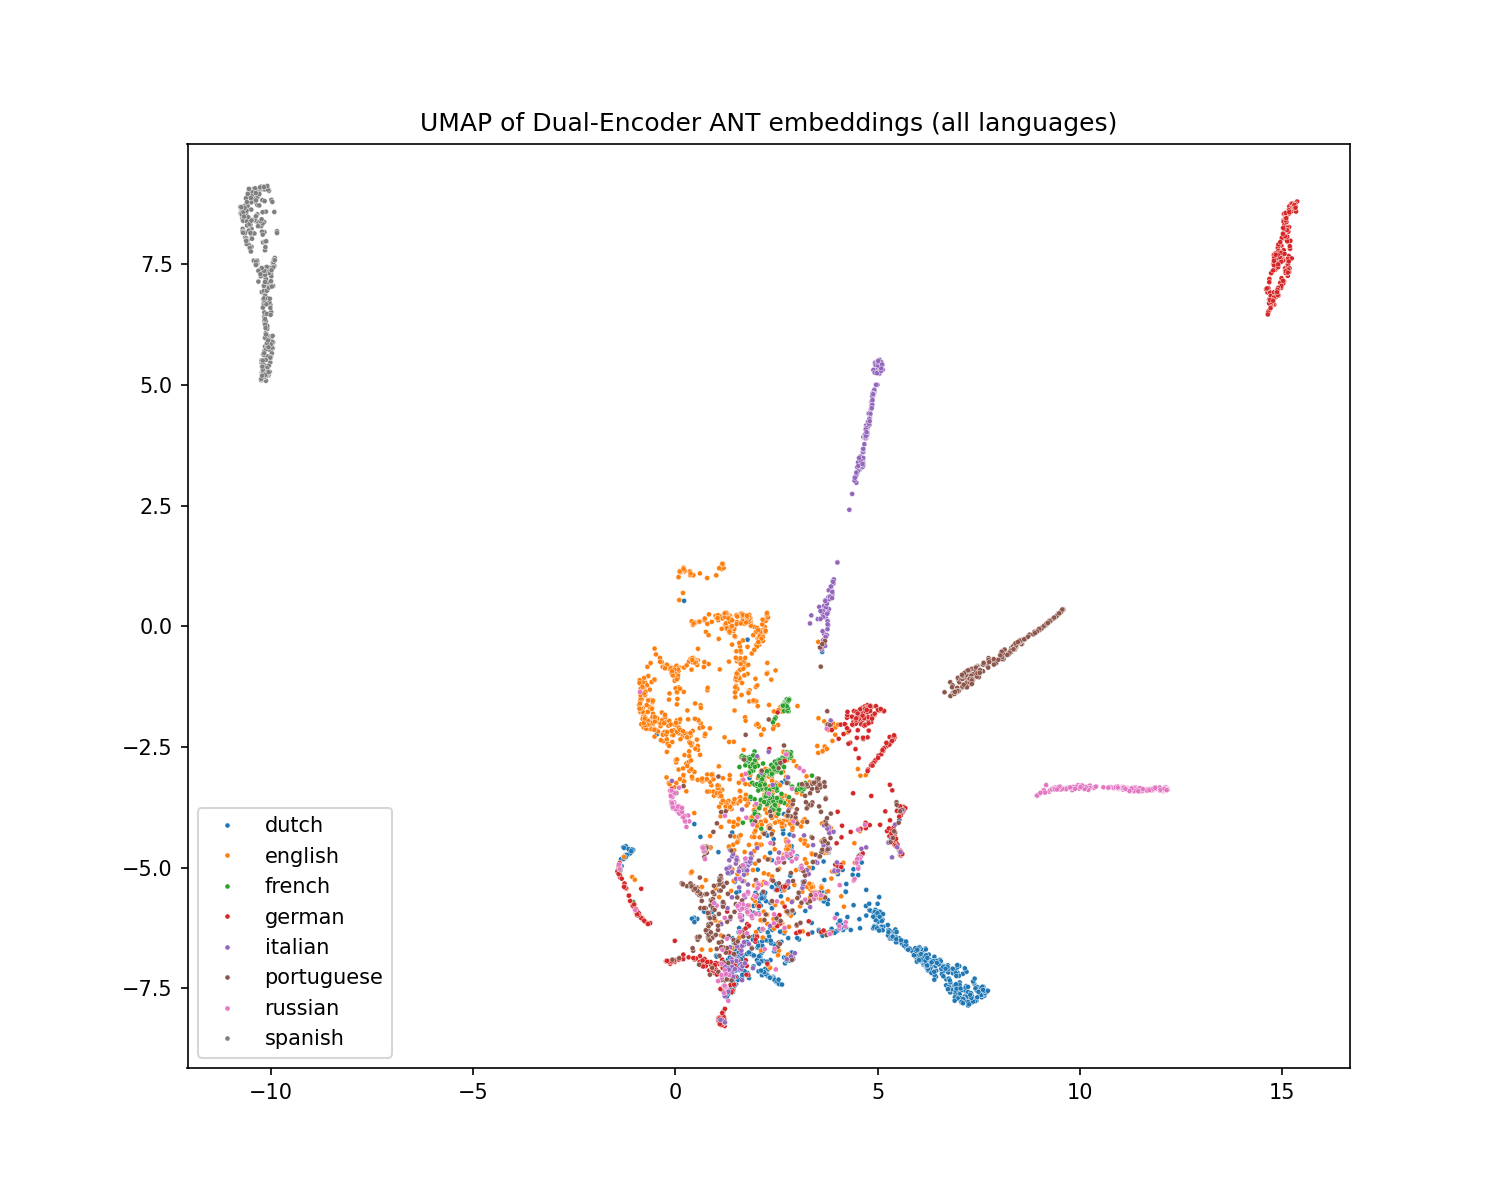 UMAP of Dual-Encoder ANT embeddings (all languages)
7.5
5.0
2.5
0.0
−2.5
−5.0
−7.5
dutch
english
french
german
italian
portuguese
russian
spanish
−10
−5
0
5
10
15